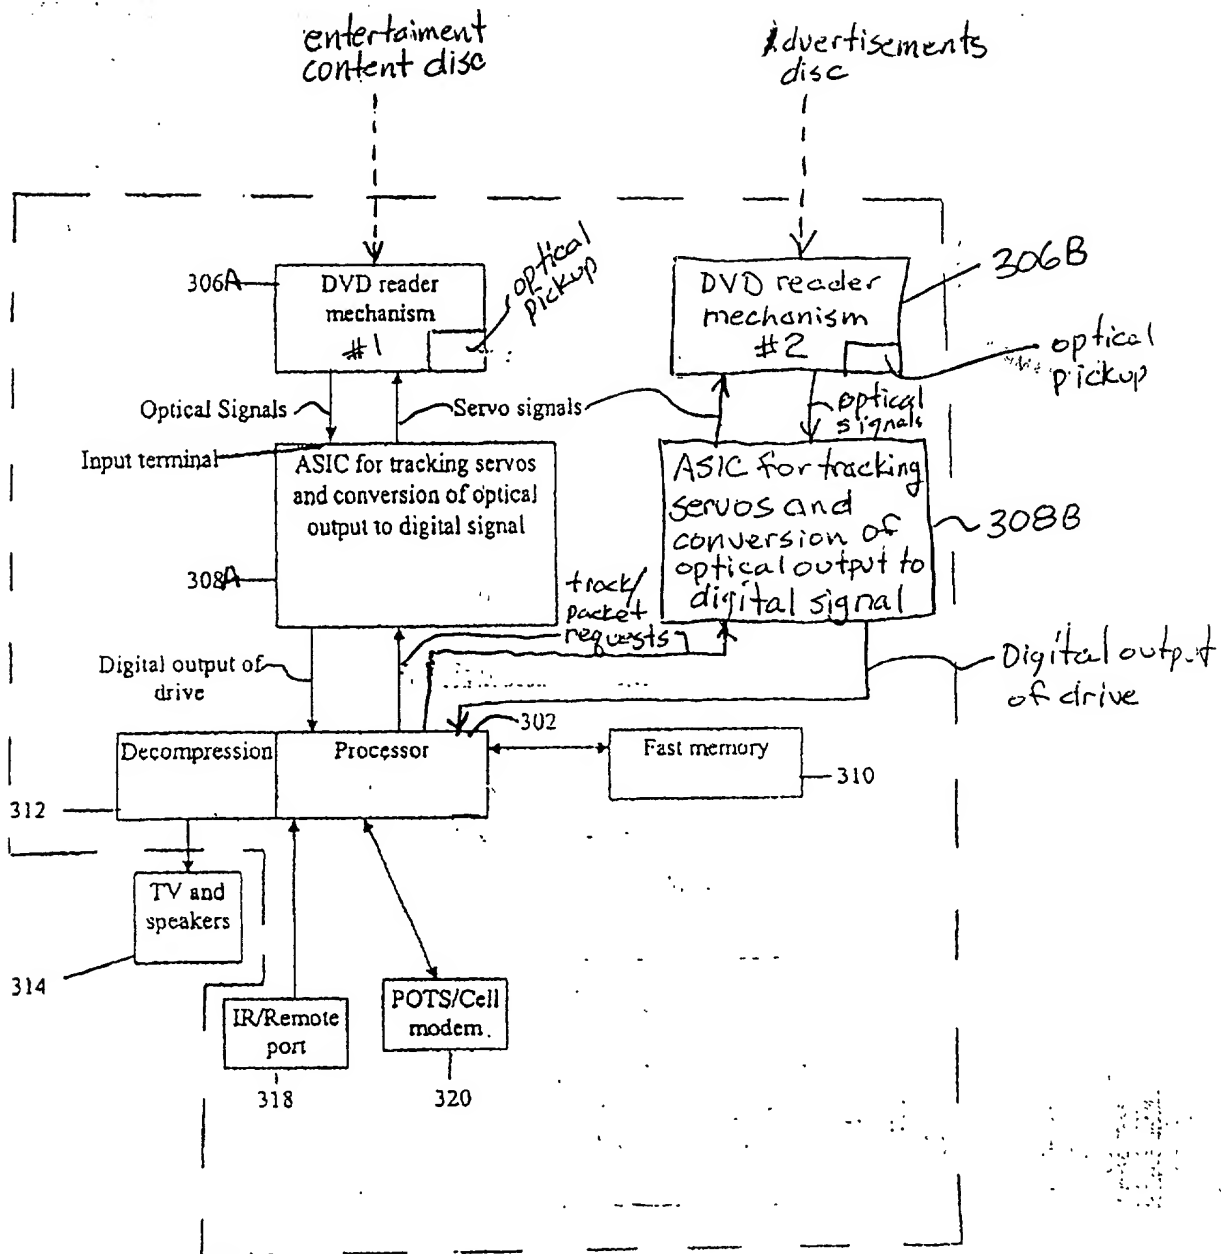 entertaiment
content disc
Advertisements
disc
306A
DVD reader
mechanism
#1
optical
pickup
DVD reader
mechanism
#2
306B
optical
pickup
Optical Signals
Servo signals
optical
signals
Input terminal
ASIC for tracking servos
and conversion of optical
output to digital signal
308A
ASIC for tracking
servos and
conversion of
optical output to
digital signal
308B
track/
packet
requests
Digital output of
drive
Digital output
of drive
302
Decompression
Processor
Fast memory
310
312
TV and
speakers
314
IR/Remote
port
318
POTS/Cell
modem
320